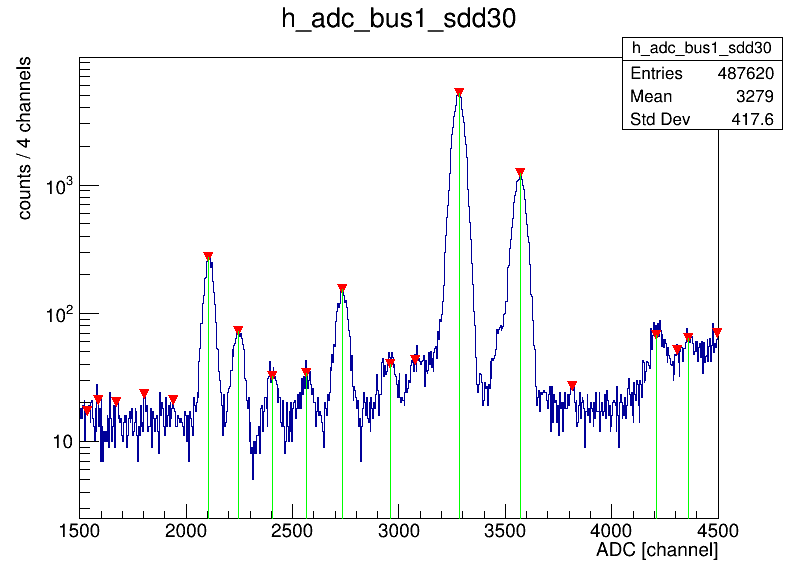 h_adc_bus1_sdd30
h_adc_bus1_sdd30
Entries 487620
Mean 3279
Std Dev 417.6
counts / 4 channels
10³
10²
10
1500 2000 2500 3000 3500 4000 4500
ADC [channel]